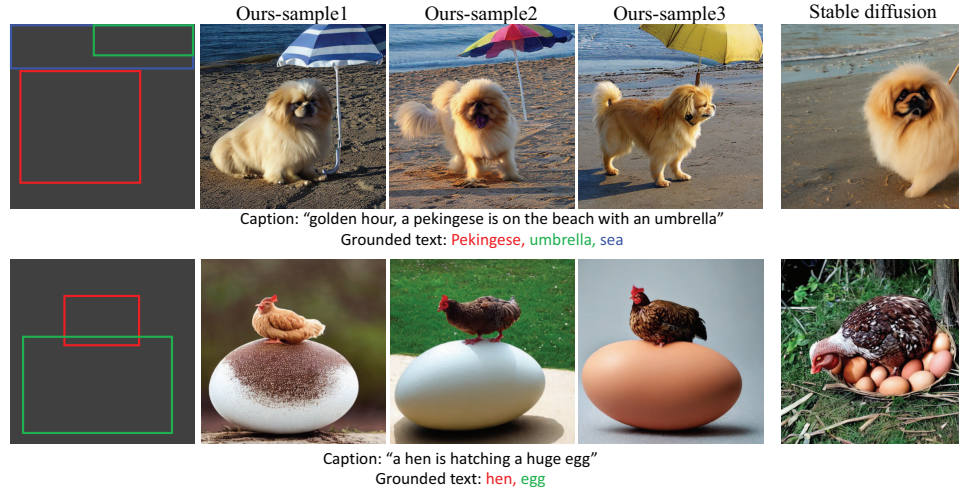 Ours-sample1 Ours-sample2 Ours-sample3 Stable diffusion
Caption: “golden hour, a pekingese is on the beach with an umbrella”
Grounded text: Pekingese, umbrella, sea
Caption: “a hen is hatching a huge egg”
Grounded text: hen, egg